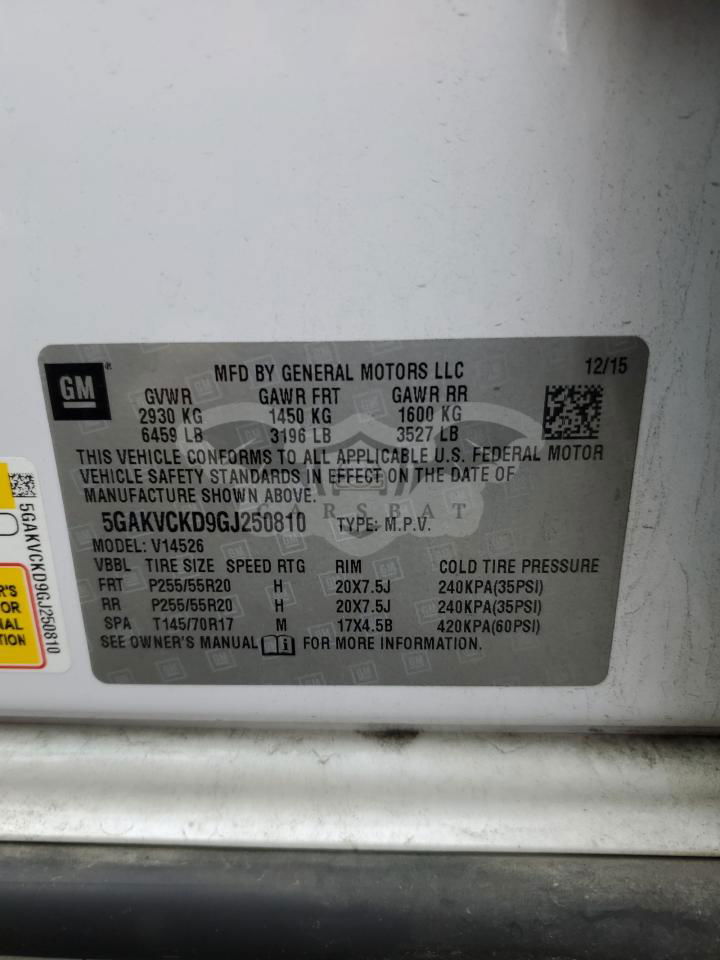 GM
®
MFD BY GENERAL MOTORS LLC 12/15
GVWR GAWR FRT GAWR RR
2930 KG 1450 KG 1600 KG
6459 LB 3196 LB 3527 LB
THIS VEHICLE CONFORMS TO ALL APPLICABLE U.S. FEDERAL MOTOR
VEHICLE SAFETY STANDARDS IN EFFECT ON THE DATE OF
MANUFACTURE SHOWN ABOVE.
CARSBAT
5GAKVCKD9GJ250810 TYPE: M.P.V.
MODEL: V14526
VBBL TIRE SIZE SPEED RTG RIM COLD TIRE PRESSURE
FRT P255/55R20 H 20X7.5J 240KPA(35PSI)
RR P255/55R20 H 20X7.5J 240KPA(35PSI)
SPA T145/70R17 M 17X4.5B 420KPA(60PSI)
SEE OWNER'S MANUAL FOR MORE INFORMATION.
5GAKVCKD9GJ250810